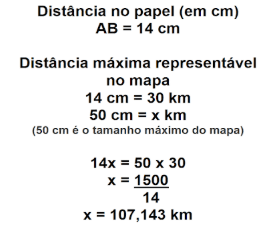 Distância no papel (em cm)
AB = 14 cm
Distância máxima representável
no mapa
14 cm = 30 km
50 cm = x km
(50 cm é o tamanho máximo do mapa)
14x = 50 x 30
x = 1500
14
x = 107,143 km